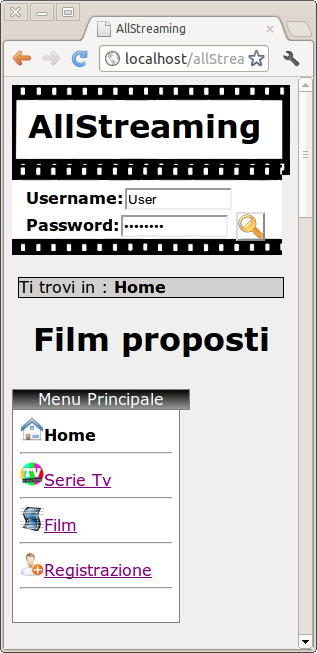 AllStreaming
localhost/allStrea
AllStreaming
Username: User
Password: ••••••••
Ti trovi in : Home
Film proposti
Menu Principale
Home
Serie Tv
Film
Registrazione